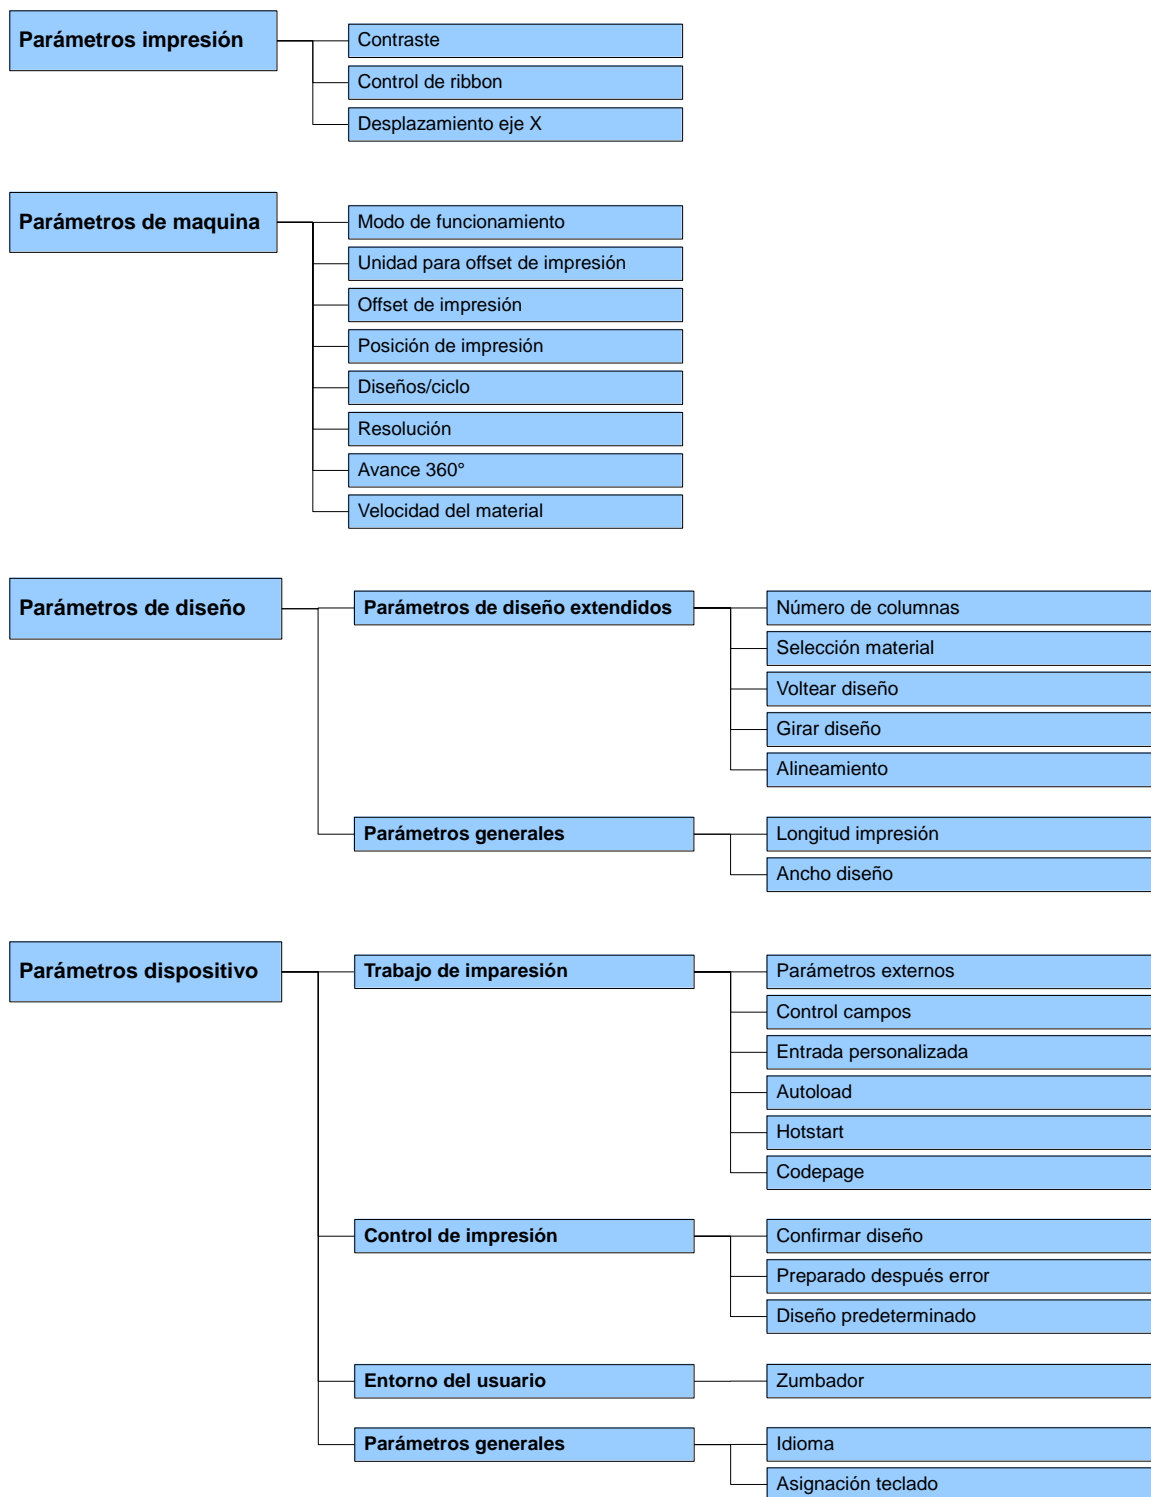 Parámetros impresión
Contraste
Control de ribbon
Desplazamiento eje X
Parámetros de maquina
Modo de funcionamiento
Unidad para offset de impresión
Offset de impresión
Posición de impresión
Diseños/ciclo
Resolución
Avance 360°
Velocidad del material
Parámetros de diseño
Parámetros de diseño extendidos
Número de columnas
Selección material
Voltear diseño
Girar diseño
Alineamiento
Parámetros generales
Longitud impresión
Ancho diseño
Parámetros dispositivo
Trabajo de imparesión
Parámetros externos
Control campos
Entrada personalizada
Autoload
Hotstart
Codepage
Control de impresión
Confirmar diseño
Preparado después error
Diseño predeterminado
Entorno del usuario
Zumbador
Parámetros generales
Idioma
Asignación teclado